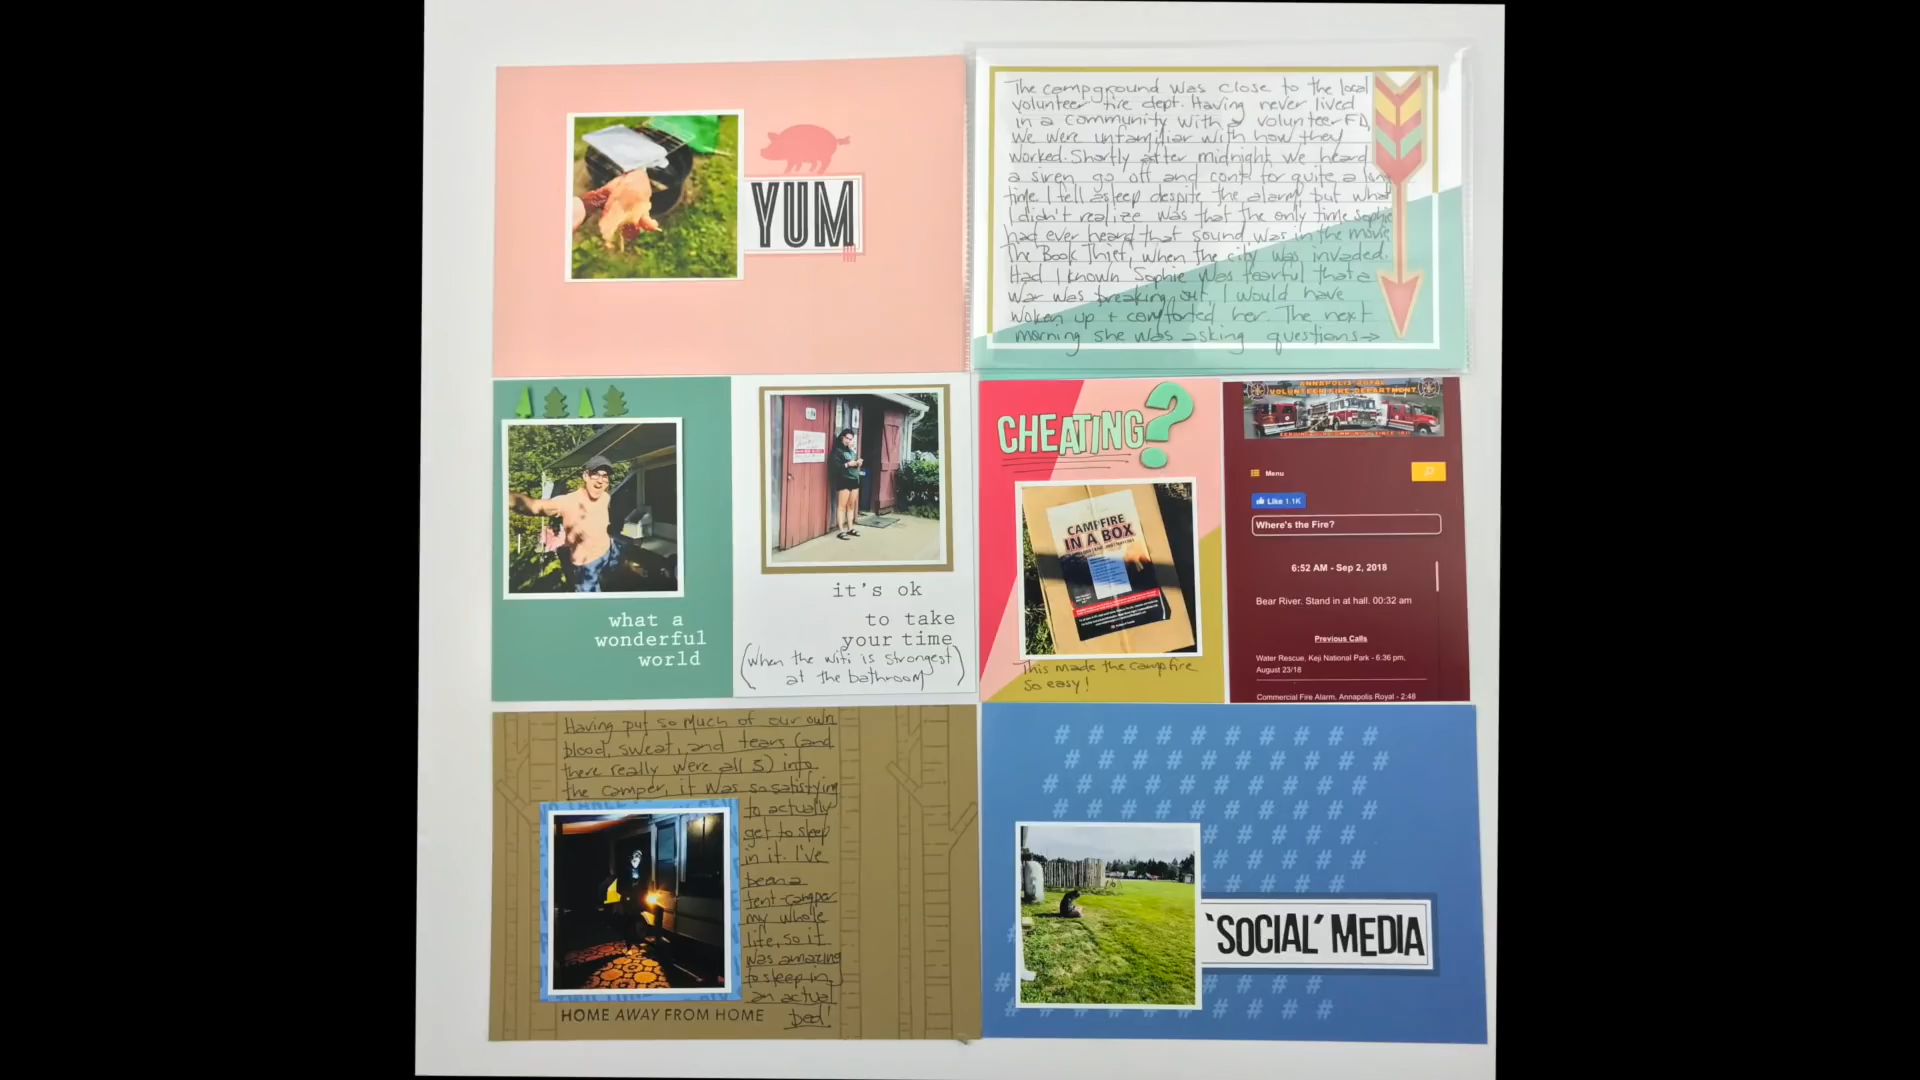 YUM
The campground was close to the local
volunteer fire dept. Having never lived
in a community with a volunteer FD,
we were unfamiliar with how they
worked. Shortly after midnight we heard
a siren go off and cont. for quite a long
time. I fell asleep despite the alarm, but what
I didn't realize was that the only time Sophie
had ever heard that sound was in the movie
'The Book Thief', when the city was invaded.
Had I known Sophie was fearful that a
war was breaking out, I would have
woken up + comforted her. The next
morning she was asking questions→
what a
wonderful
world
it's ok
to take
your time
(when the wifi is strongest
at the bathroom)
CHEATING?
CAMPFIRE
IN A BOX
This made the campfire
so easy!
ANNAPOLIS ROYAL
VOLUNTEER FIRE DEPARTMENT
Menu
Like 1.1K
Where's the Fire?
6:52 AM - Sep 2, 2018
Bear River. Stand in at hall. 00:32 am
Previous Calls
Water Rescue, Keji National Park - 6:36 pm,
August 23/18
Commercial Fire Alarm, Annapolis Royal - 2:48
Having put so much of our own
blood, sweat, and tears (and
there really were all 3) into
the camper, it was so satisfying
to actually
get to sleep
in it. I've
been a
tent camper
my whole
life, so it
was amazing
to sleep in
an actual
bed!
HOME AWAY FROM HOME
# # # # # # # # # #
# # # # # # # # # #
# # # # # # # # # #
# # # # # # # # # #
# # # # #
# # # # #
# # # #
'SOCIAL' MEDIA
# # # #
# # # #